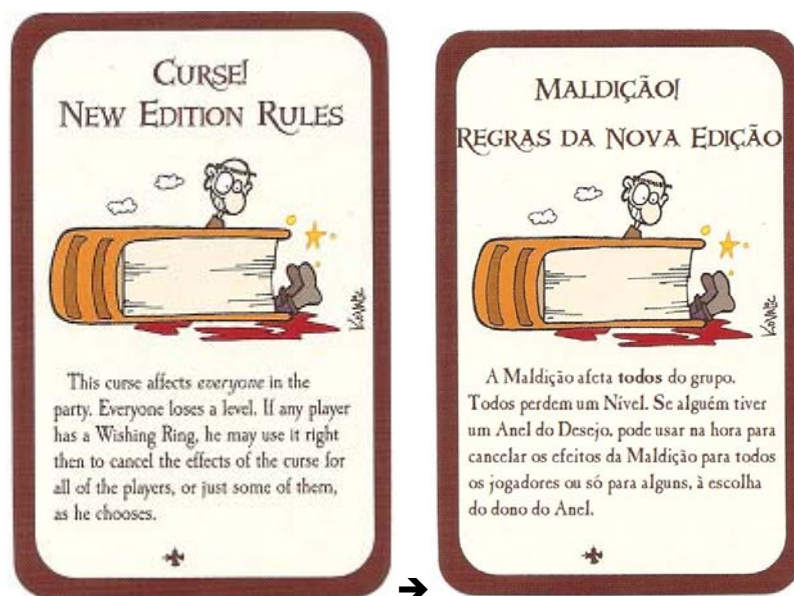 CURSE!
NEW EDITION RULES
Kovalic
This curse affects everyone in the
party. Everyone loses a level. If any player
has a Wishing Ring, he may use it right
then to cancel the effects of the curse for
all of the players, or just some of them,
as he chooses.
MALDIÇÃO!
REGRAS DA NOVA EDIÇÃO
Kovalic
A Maldição afeta todos do grupo.
Todos perdem um Nível. Se alguém tiver
um Anel do Desejo, pode usar na hora para
cancelar os efeitos da Maldição para todos
os jogadores ou só para alguns, à escolha
do dono do Anel.